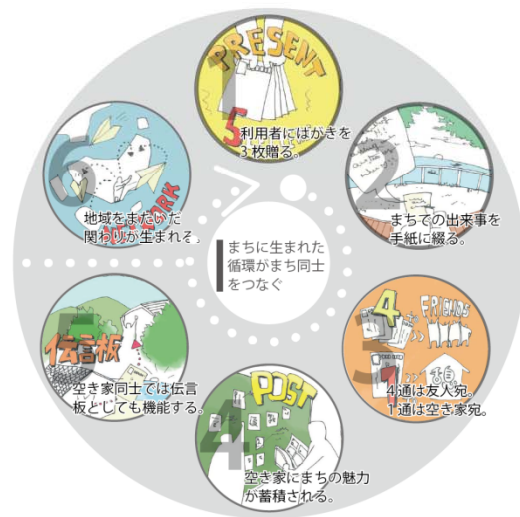 PRESENT
1
5
利用者にはがきを
3枚贈る。
2
まちでの出来事を
手紙に綴る。
3
4
FRIENDS
1
4通は友人宛。
1通は空き家宛。
POST
4
空き家にまちの魅力
が蓄積される。
5
伝言板
空き家同士では伝言
板としても機能する。
6
NETWORK
地域をまたいだ
関わりが生まれる。
まちに生まれた
循環がまち同士
をつなぐ